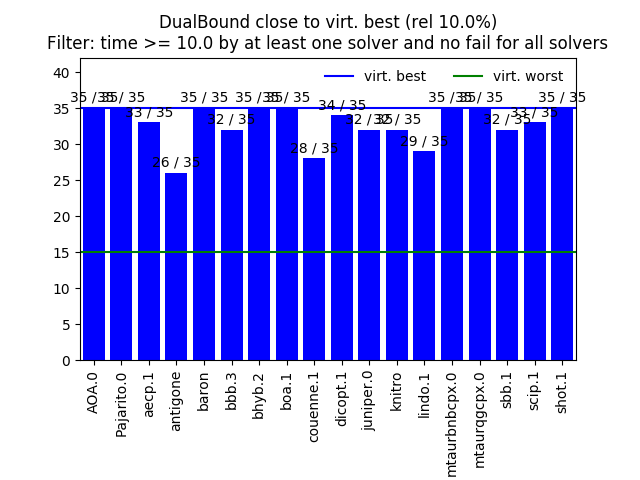 DualBound close to virt. best (rel 10.0%)
Filter: time >= 10.0 by at least one solver and no fail for all solvers
virt. best
virt. worst
40
35
30
25
20
15
10
5
0
35 / 35
35 / 35
33 / 35
26 / 35
35 / 35
32 / 35
35 / 35
35 / 35
28 / 35
34 / 35
32 / 35
32 / 35
29 / 35
35 / 35
35 / 35
32 / 35
33 / 35
35 / 35
AOA.0
Pajarito.0
aecp.1
antigone
baron
bbb.3
bhyb.2
boa.1
couenne.1
dicopt.1
juniper.0
knitro
lindo.1
mtaurbnbcpx.0
mtaurqgcpx.0
sbb.1
scip.1
shot.1